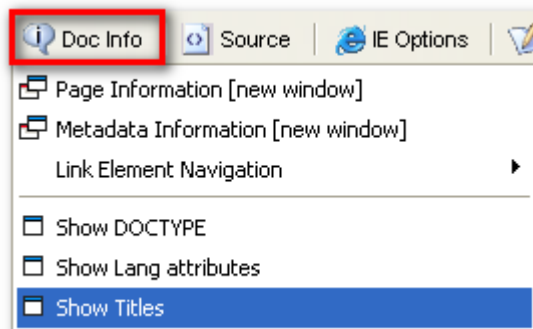 Doc Info Source IE Options
Page Information [new window]
Metadata Information [new window]
Link Element Navigation
Show DOCTYPE
Show Lang attributes
Show Titles